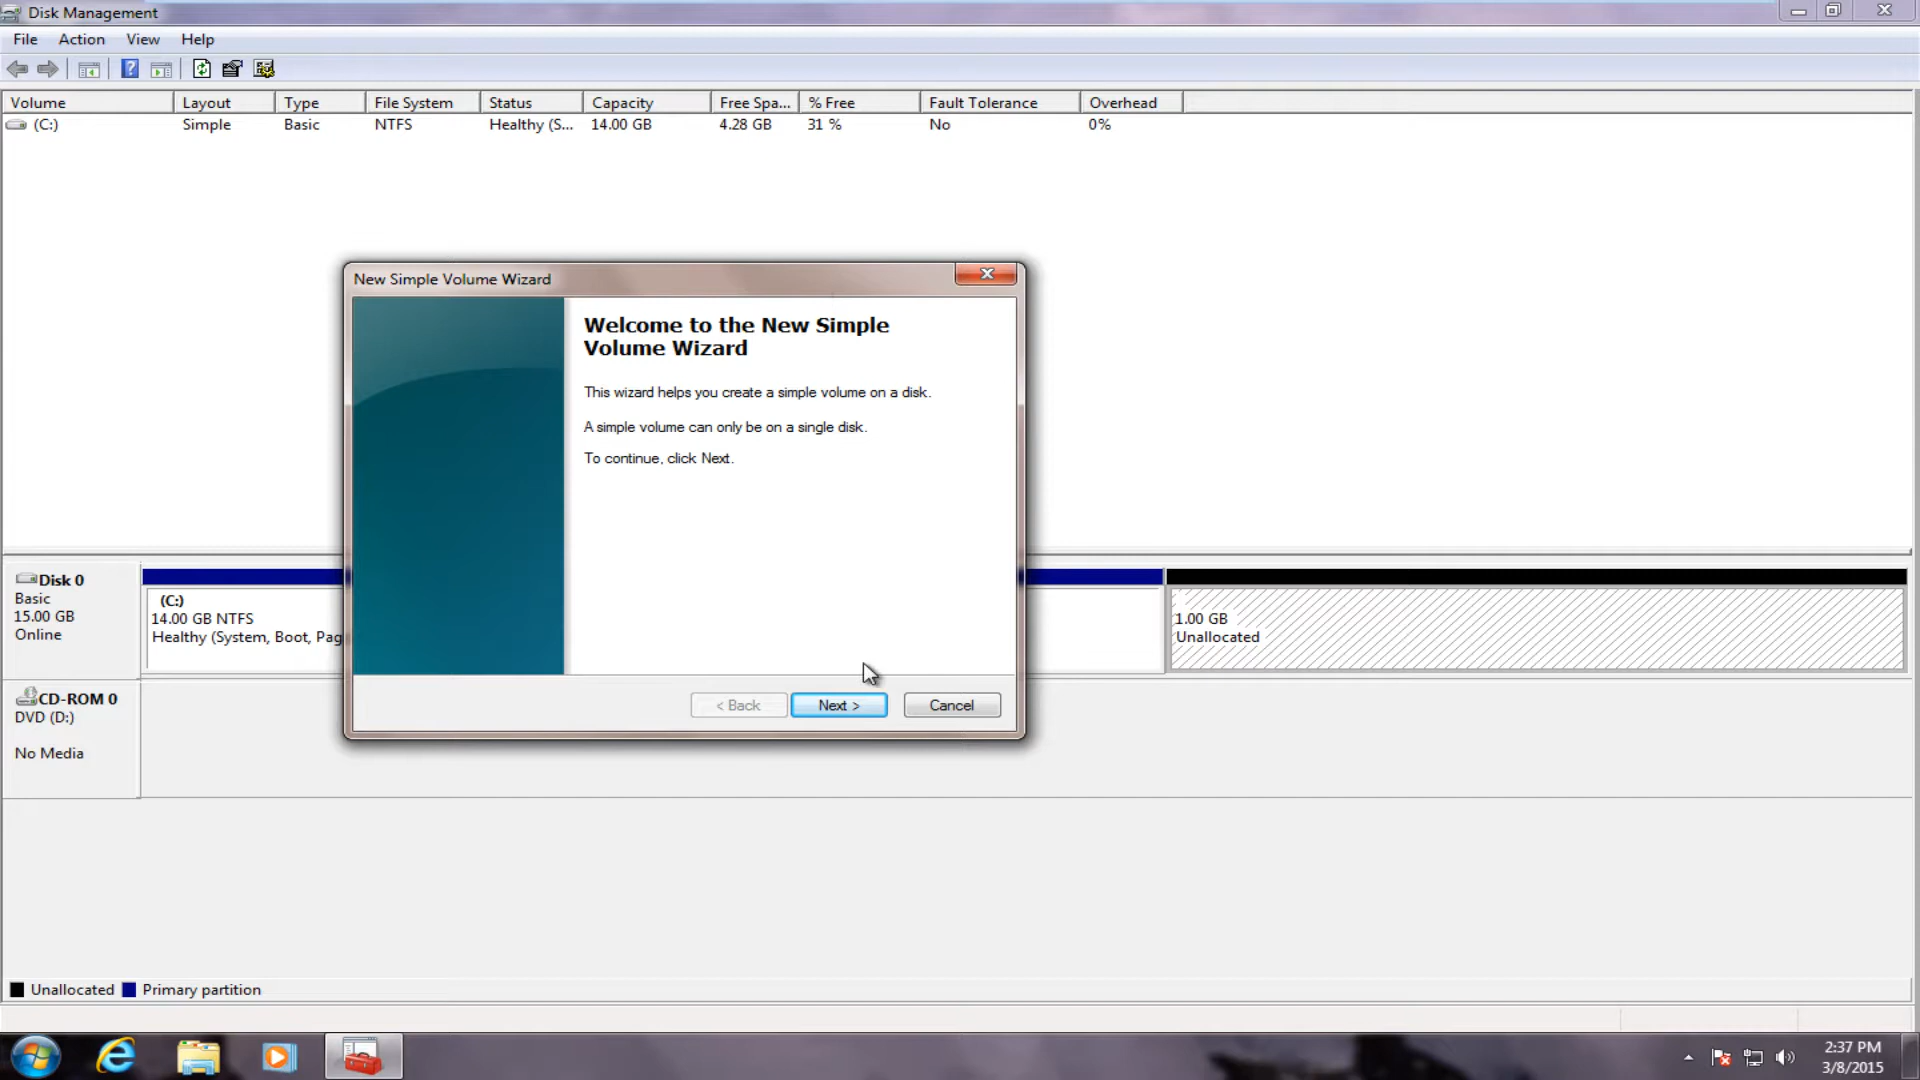 Disk Management
File Action View Help
Volume Layout Type File System Status Capacity Free Spa... % Free Fault Tolerance Overhead
(C:) Simple Basic NTFS Healthy (S... 14.00 GB 4.28 GB 31 % No 0%
New Simple Volume Wizard
Welcome to the New Simple
Volume Wizard
This wizard helps you create a simple volume on a disk.
A simple volume can only be on a single disk.
To continue, click Next.
< Back Next > Cancel
Disk 0
Basic
15.00 GB
Online
(C:)
14.00 GB NTFS
Healthy (System, Boot, Pag
1.00 GB
Unallocated
CD-ROM 0
DVD (D:)
No Media
Unallocated Primary partition
2:37 PM
3/8/2015